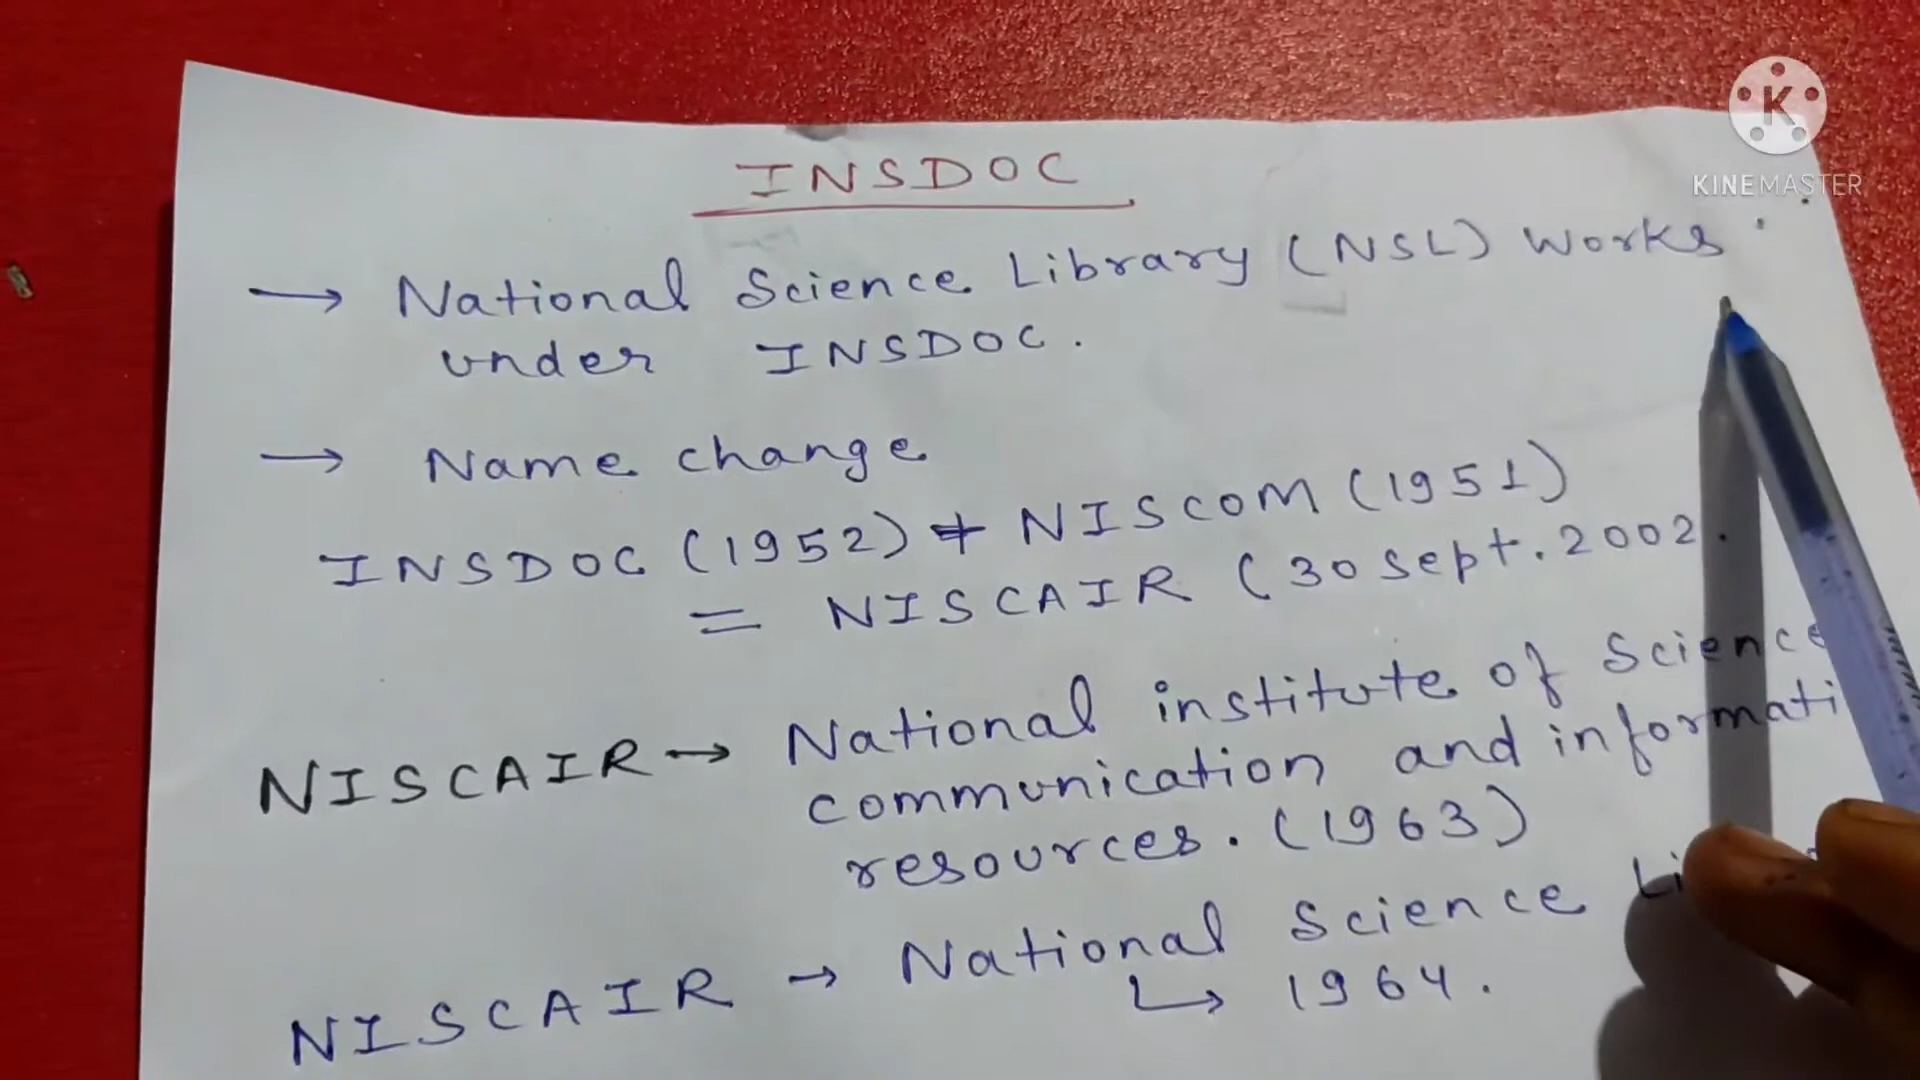 K
KINEMASTER
INSDOC
→ National Science Library (NSL) Works
under INSDOC.
→ Name change
INSDOC (1952) + NISCOM (1951)
= NISCAIR (30 Sept. 2002.
NISCAIR → National institute of Science
communication and informati
resources. (1963)
NISCAIR → National Science Li
↳ 1964.